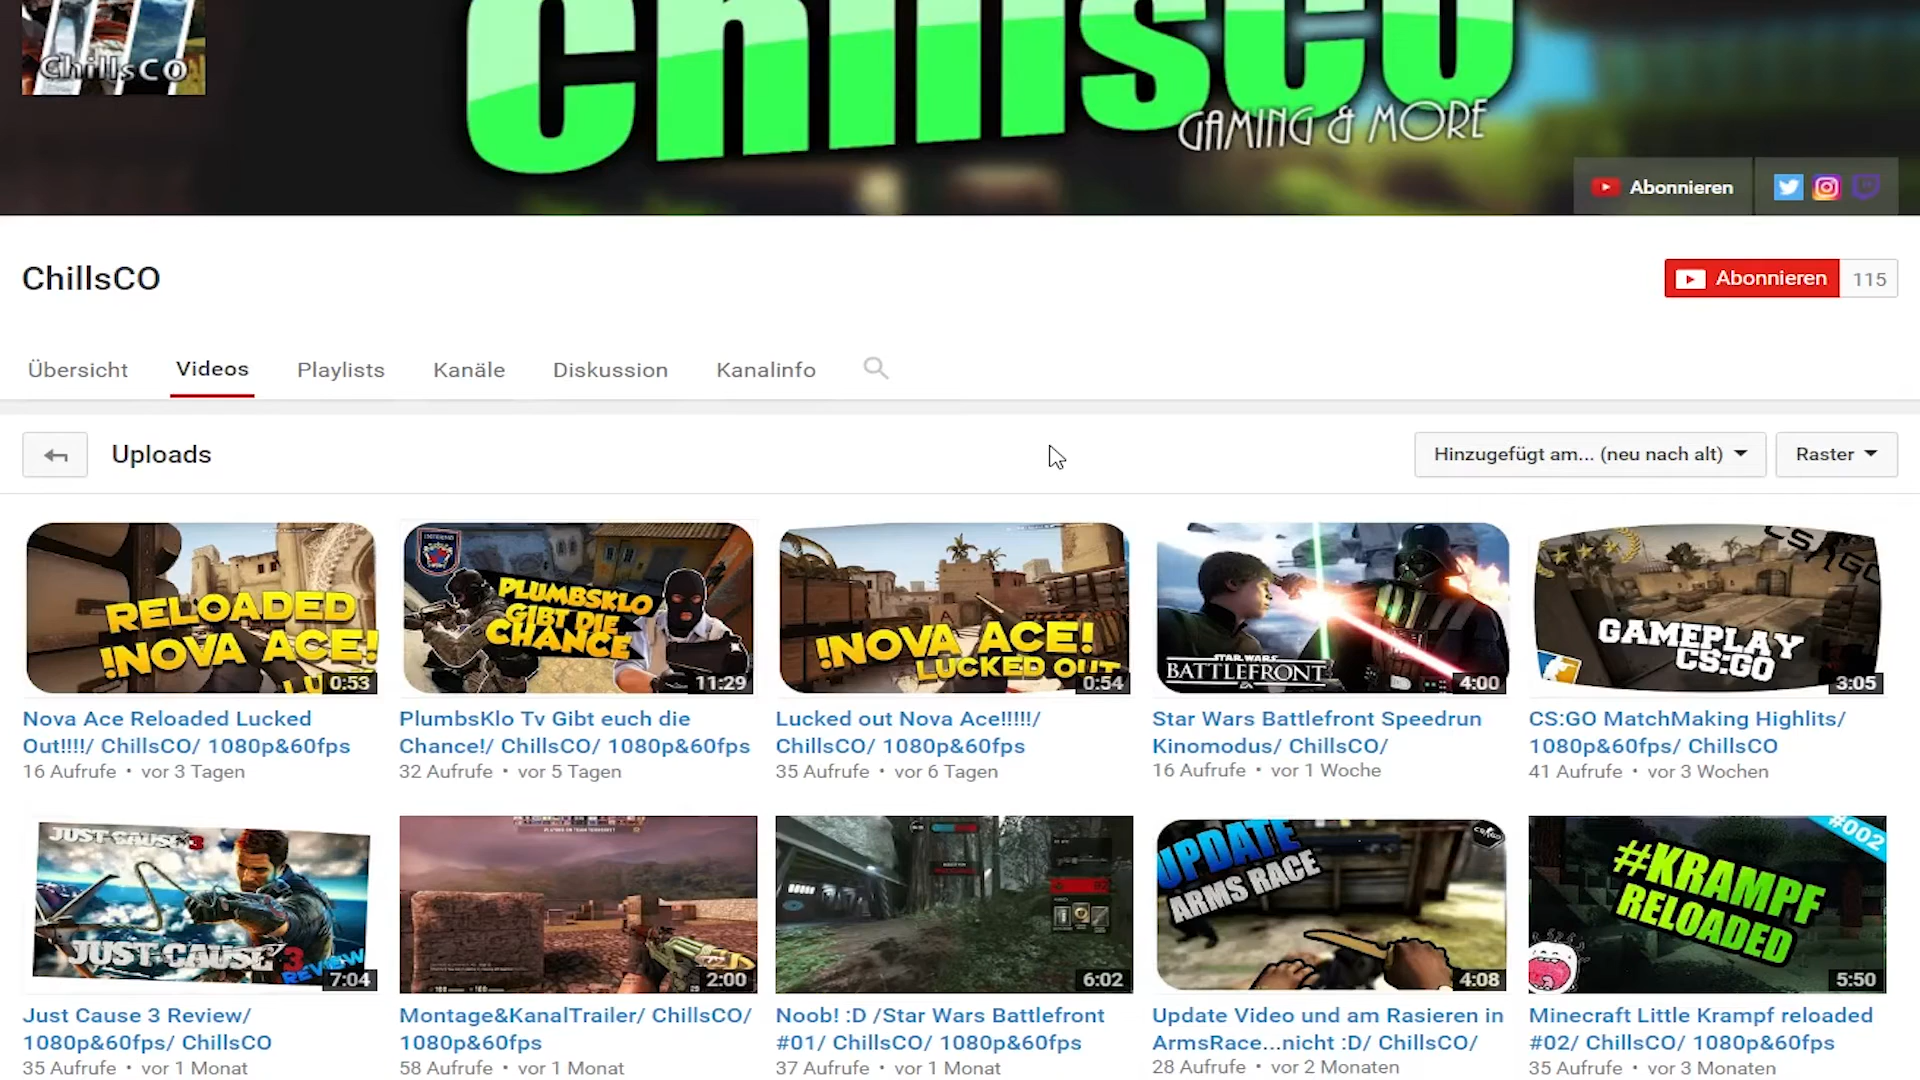 ChillsCO
ChillsCO
GAMING & MORE
Abonnieren
ChillsCO
Abonnieren 115
Übersicht Videos Playlists Kanäle Diskussion Kanalinfo
Uploads
Hinzugefügt am... (neu nach alt) Raster
RELOADED
!NOVA ACE!
0:53
PLUMBSKLO
GIBT DIE
CHANCE
11:29
!NOVA ACE!
LUCKED OUT
0:54
STAR WARS
BATTLEFRONT
4:00
CS:GO
GAMEPLAY
CS:GO
3:05
Nova Ace Reloaded Lucked
Out!!!!/ ChillsCO/ 1080p&60fps
16 Aufrufe • vor 3 Tagen
PlumbsKlo Tv Gibt euch die
Chance!/ ChillsCO/ 1080p&60fps
32 Aufrufe • vor 5 Tagen
Lucked out Nova Ace!!!!!/
ChillsCO/ 1080p&60fps
35 Aufrufe • vor 6 Tagen
Star Wars Battlefront Speedrun
Kinomodus/ ChillsCO/
16 Aufrufe • vor 1 Woche
CS:GO MatchMaking Highlits/
1080p&60fps/ ChillsCO
41 Aufrufe • vor 3 Wochen
JUST CAUSE 3
JUST CAUSE 3
REVIEW
7:04
2:00
6:02
UPDATE
ARMS RACE
4:08
#002
#KRAMPF
RELOADED
5:50
Just Cause 3 Review/
1080p&60fps/ ChillsCO
35 Aufrufe • vor 1 Monat
Montage&KanalTrailer/ ChillsCO/
1080p&60fps
58 Aufrufe • vor 1 Monat
Noob! :D /Star Wars Battlefront
#01/ ChillsCO/ 1080p&60fps
37 Aufrufe • vor 1 Monat
Update Video und am Rasieren in
ArmsRace...nicht :D/ ChillsCO/
28 Aufrufe • vor 2 Monaten
Minecraft Little Krampf reloaded
#02/ ChillsCO/ 1080p&60fps
35 Aufrufe • vor 3 Monaten